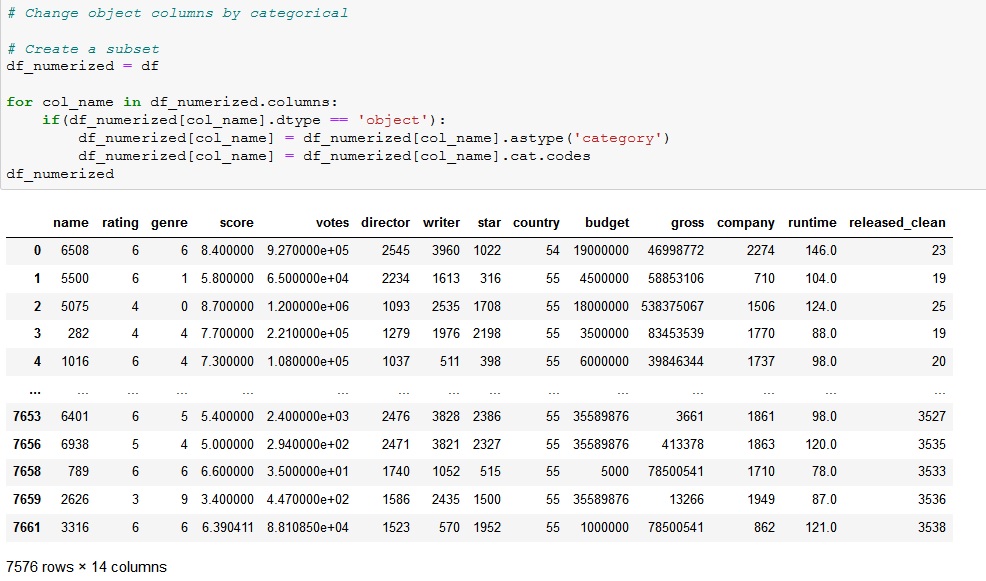 # Change object columns by categorical
# Create a subset
df_numerized = df
for col_name in df_numerized.columns:
if(df_numerized[col_name].dtype == 'object'):
df_numerized[col_name] = df_numerized[col_name].astype('category')
df_numerized[col_name] = df_numerized[col_name].cat.codes
df_numerized
name rating genre score votes director writer star country budget gross company runtime released_clean
0 6508 6 6 8.400000 9.270000e+05 2545 3960 1022 54 19000000 46998772 2274 146.0 23
1 5500 6 1 5.800000 6.500000e+04 2234 1613 316 55 4500000 58853106 710 104.0 19
2 5075 4 0 8.700000 1.200000e+06 1093 2535 1708 55 18000000 538375067 1506 124.0 25
3 282 4 4 7.700000 2.210000e+05 1279 1976 2198 55 3500000 83453539 1770 88.0 19
4 1016 6 4 7.300000 1.080000e+05 1037 511 398 55 6000000 39846344 1737 98.0 20
... ... ... ... ... ... ... ... ... ... ... ... ... ... ...
7653 6401 6 5 5.400000 2.400000e+03 2476 3828 2386 55 35589876 3661 1861 98.0 3527
7656 6938 5 4 5.000000 2.940000e+02 2471 3821 2327 55 35589876 413378 1863 120.0 3535
7658 789 6 6 6.600000 3.500000e+01 1740 1052 515 55 5000 78500541 1710 78.0 3533
7659 2626 3 9 3.400000 4.470000e+02 1586 2435 1500 55 35589876 13266 1949 87.0 3536
7661 3316 6 6 6.390411 8.810850e+04 1523 570 1952 55 1000000 78500541 862 121.0 3538
7576 rows × 14 columns